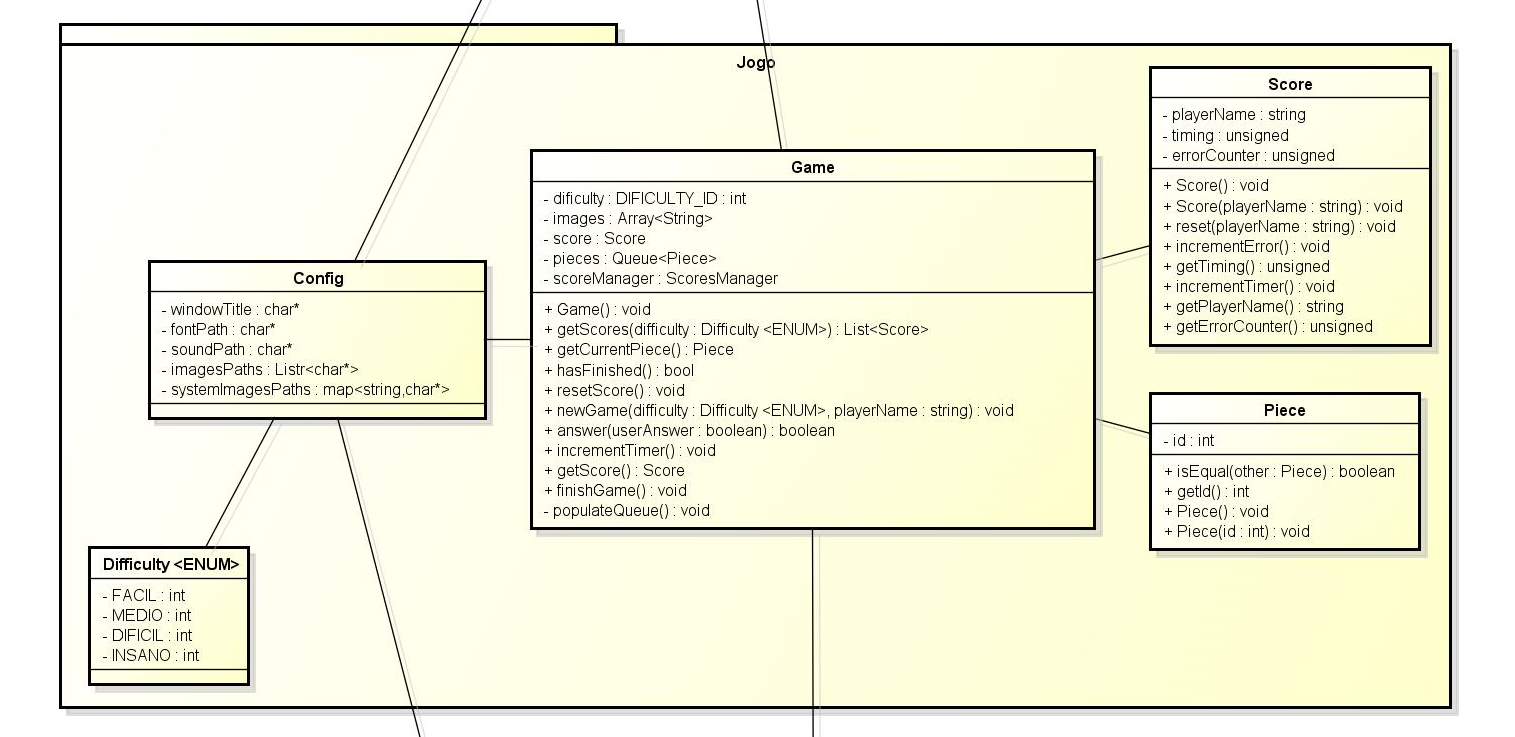 Jogo
Score
- playerName : string
- timing : unsigned
- errorCounter : unsigned
+ Score() : void
+ Score(playerName : string) : void
+ reset(playerName : string) : void
+ incrementError() : void
+ getTiming() : unsigned
+ incrementTimer() : void
+ getPlayerName() : string
+ getErrorCounter() : unsigned
Game
- dificulty : DIFICULTY_ID : int
- images : Array<String>
- score : Score
- pieces : Queue<Piece>
- scoreManager : ScoresManager
+ Game() : void
+ getScores(difficulty : Difficulty <ENUM>) : List<Score>
+ getCurrentPiece() : Piece
+ hasFinished() : bool
+ resetScore() : void
+ newGame(difficulty : Difficulty <ENUM>, playerName : string) : void
+ answer(userAnswer : boolean) : boolean
+ incrementTimer() : void
+ getScore() : Score
+ finishGame() : void
- populateQueue() : void
Config
- windowTitle : char*
- fontPath : char*
- soundPath : char*
- imagesPaths : Listr<char*>
- systemImagesPaths : map<string,char*>
Piece
- id : int
+ isEqual(other : Piece) : boolean
+ getId() : int
+ Piece() : void
+ Piece(id : int) : void
Difficulty <ENUM>
- FACIL : int
- MEDIO : int
- DIFICIL : int
- INSANO : int